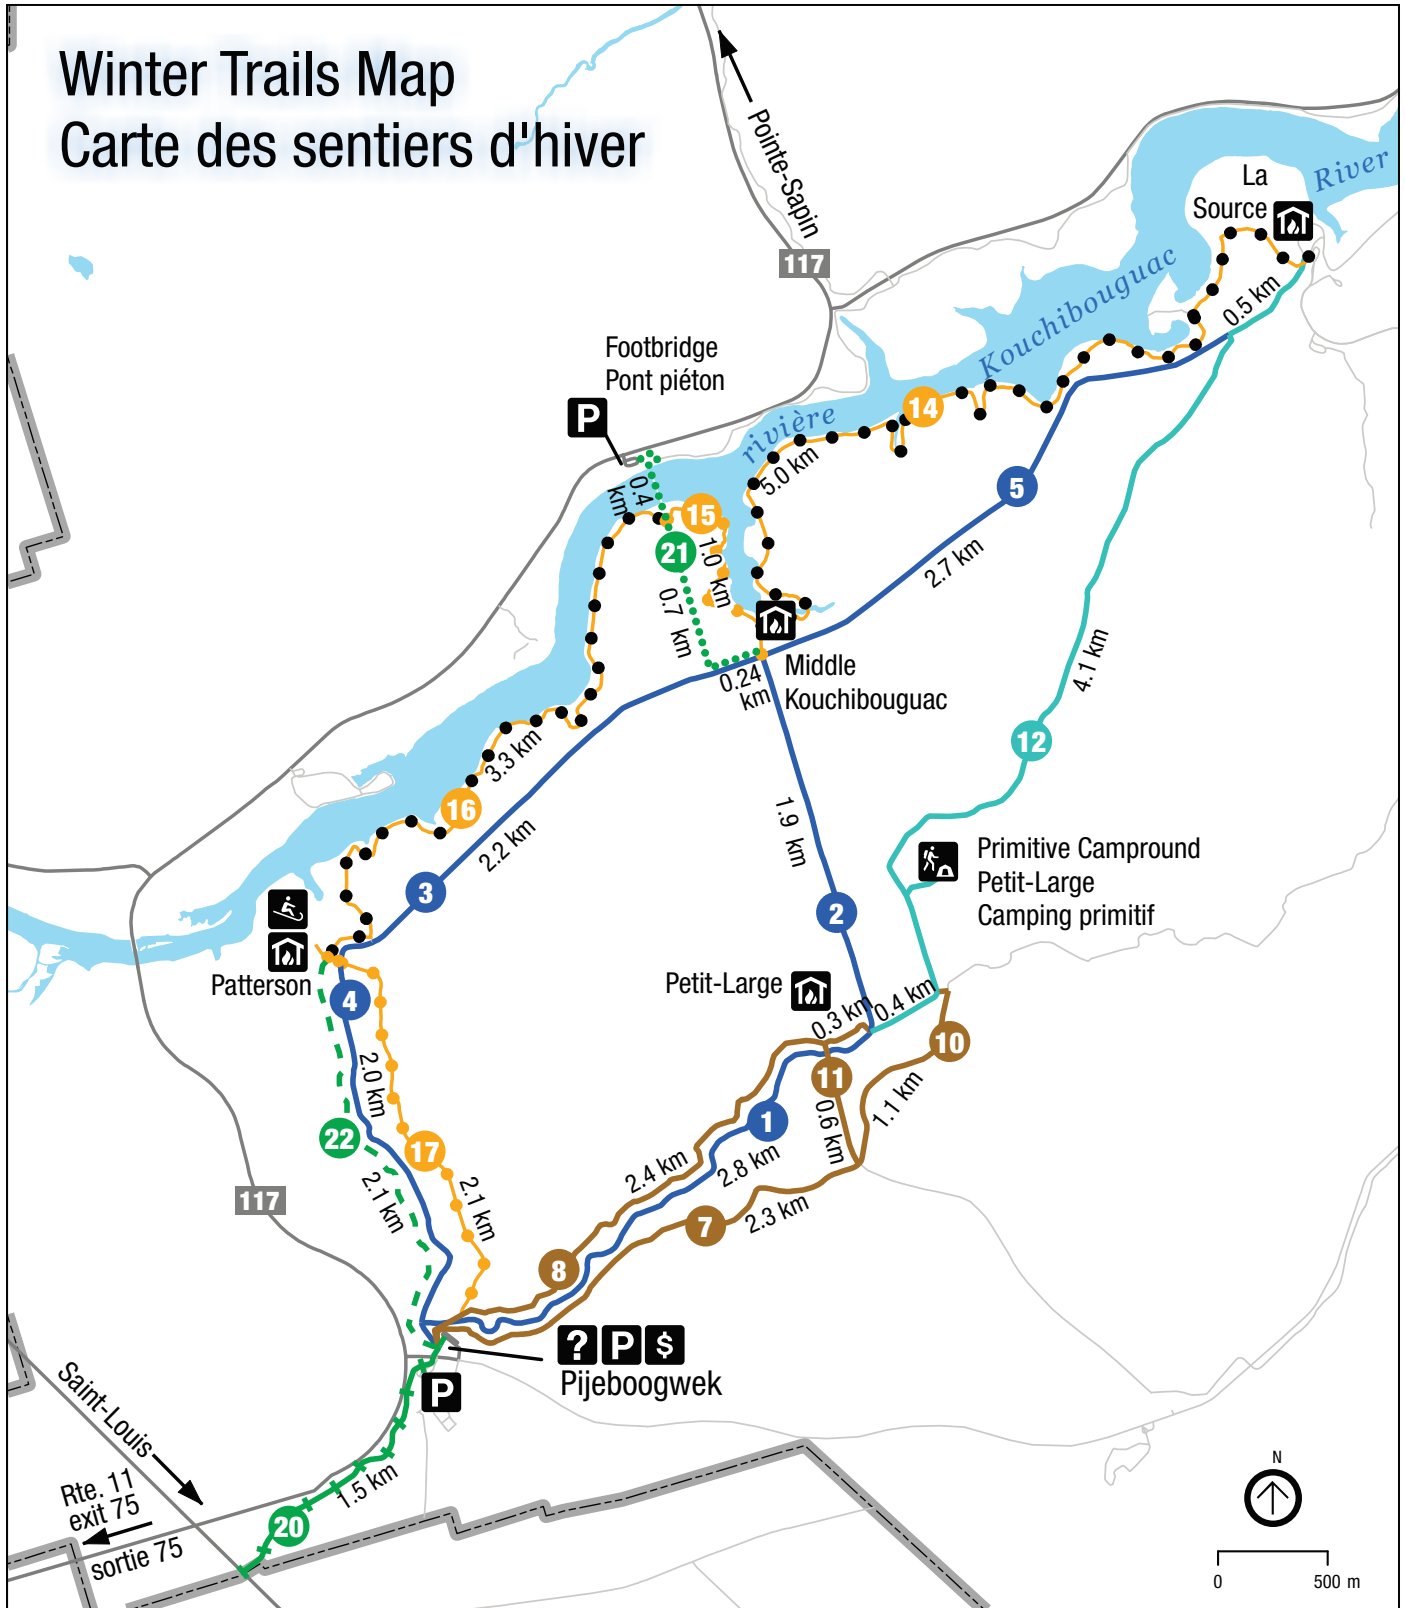 Winter Trails Map
Carte des sentiers d'hiver
Pointe-Sapin
117
La
Source
River
Kouchibouguac
rivière
0.5 km
Footbridge
Pont piéton
P
0.4
km
14
5.0 km
15
21
1.0 km
0.7 km
5
2.7 km
0.24
km
Middle
Kouchibouguac
4.1 km
12
3.3 km
16
2.2 km
3
1.9 km
2
Primitive Campround
Petit-Large
Camping primitif
Patterson
4
Petit-Large
0.3 km
0.4 km
10
11
1.1 km
0.6 km
1
2.0 km
22
17
2.1 km
2.1 km
2.4 km
2.8 km
7
2.3 km
8
117
? P $
Pijeboogwek
P
Saint-Louis
Rte. 11
exit 75
sortie 75
1.5 km
20
N
0 500 m